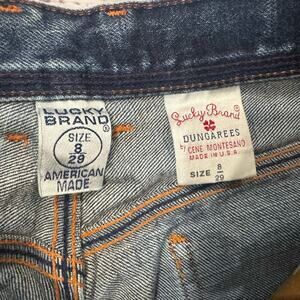 LUCKY
BRAND®
SIZE
8
29
AMERICAN
MADE
Lucky Brand
DUNGAREES
by GENE MONTESANO
MADE IN U.S.A.
SIZE 8
29